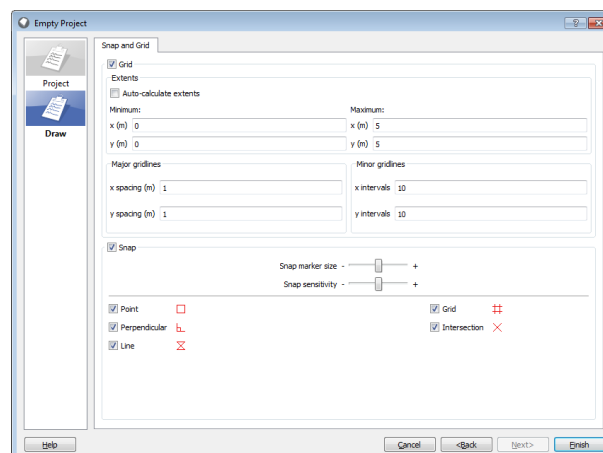 Empty Project
Project
Draw
Snap and Grid
Grid
Extents
Auto-calculate extents
Minimum: Maximum:
x (m) 0 x (m) 5
y (m) 0 y (m) 5
Major gridlines Minor gridlines
x spacing (m) 1 x intervals 10
y spacing (m) 1 y intervals 10
Snap
Snap marker size - +
Snap sensitivity - +
Point Grid
Perpendicular Intersection
Line
Help Cancel <Back Next> Finish